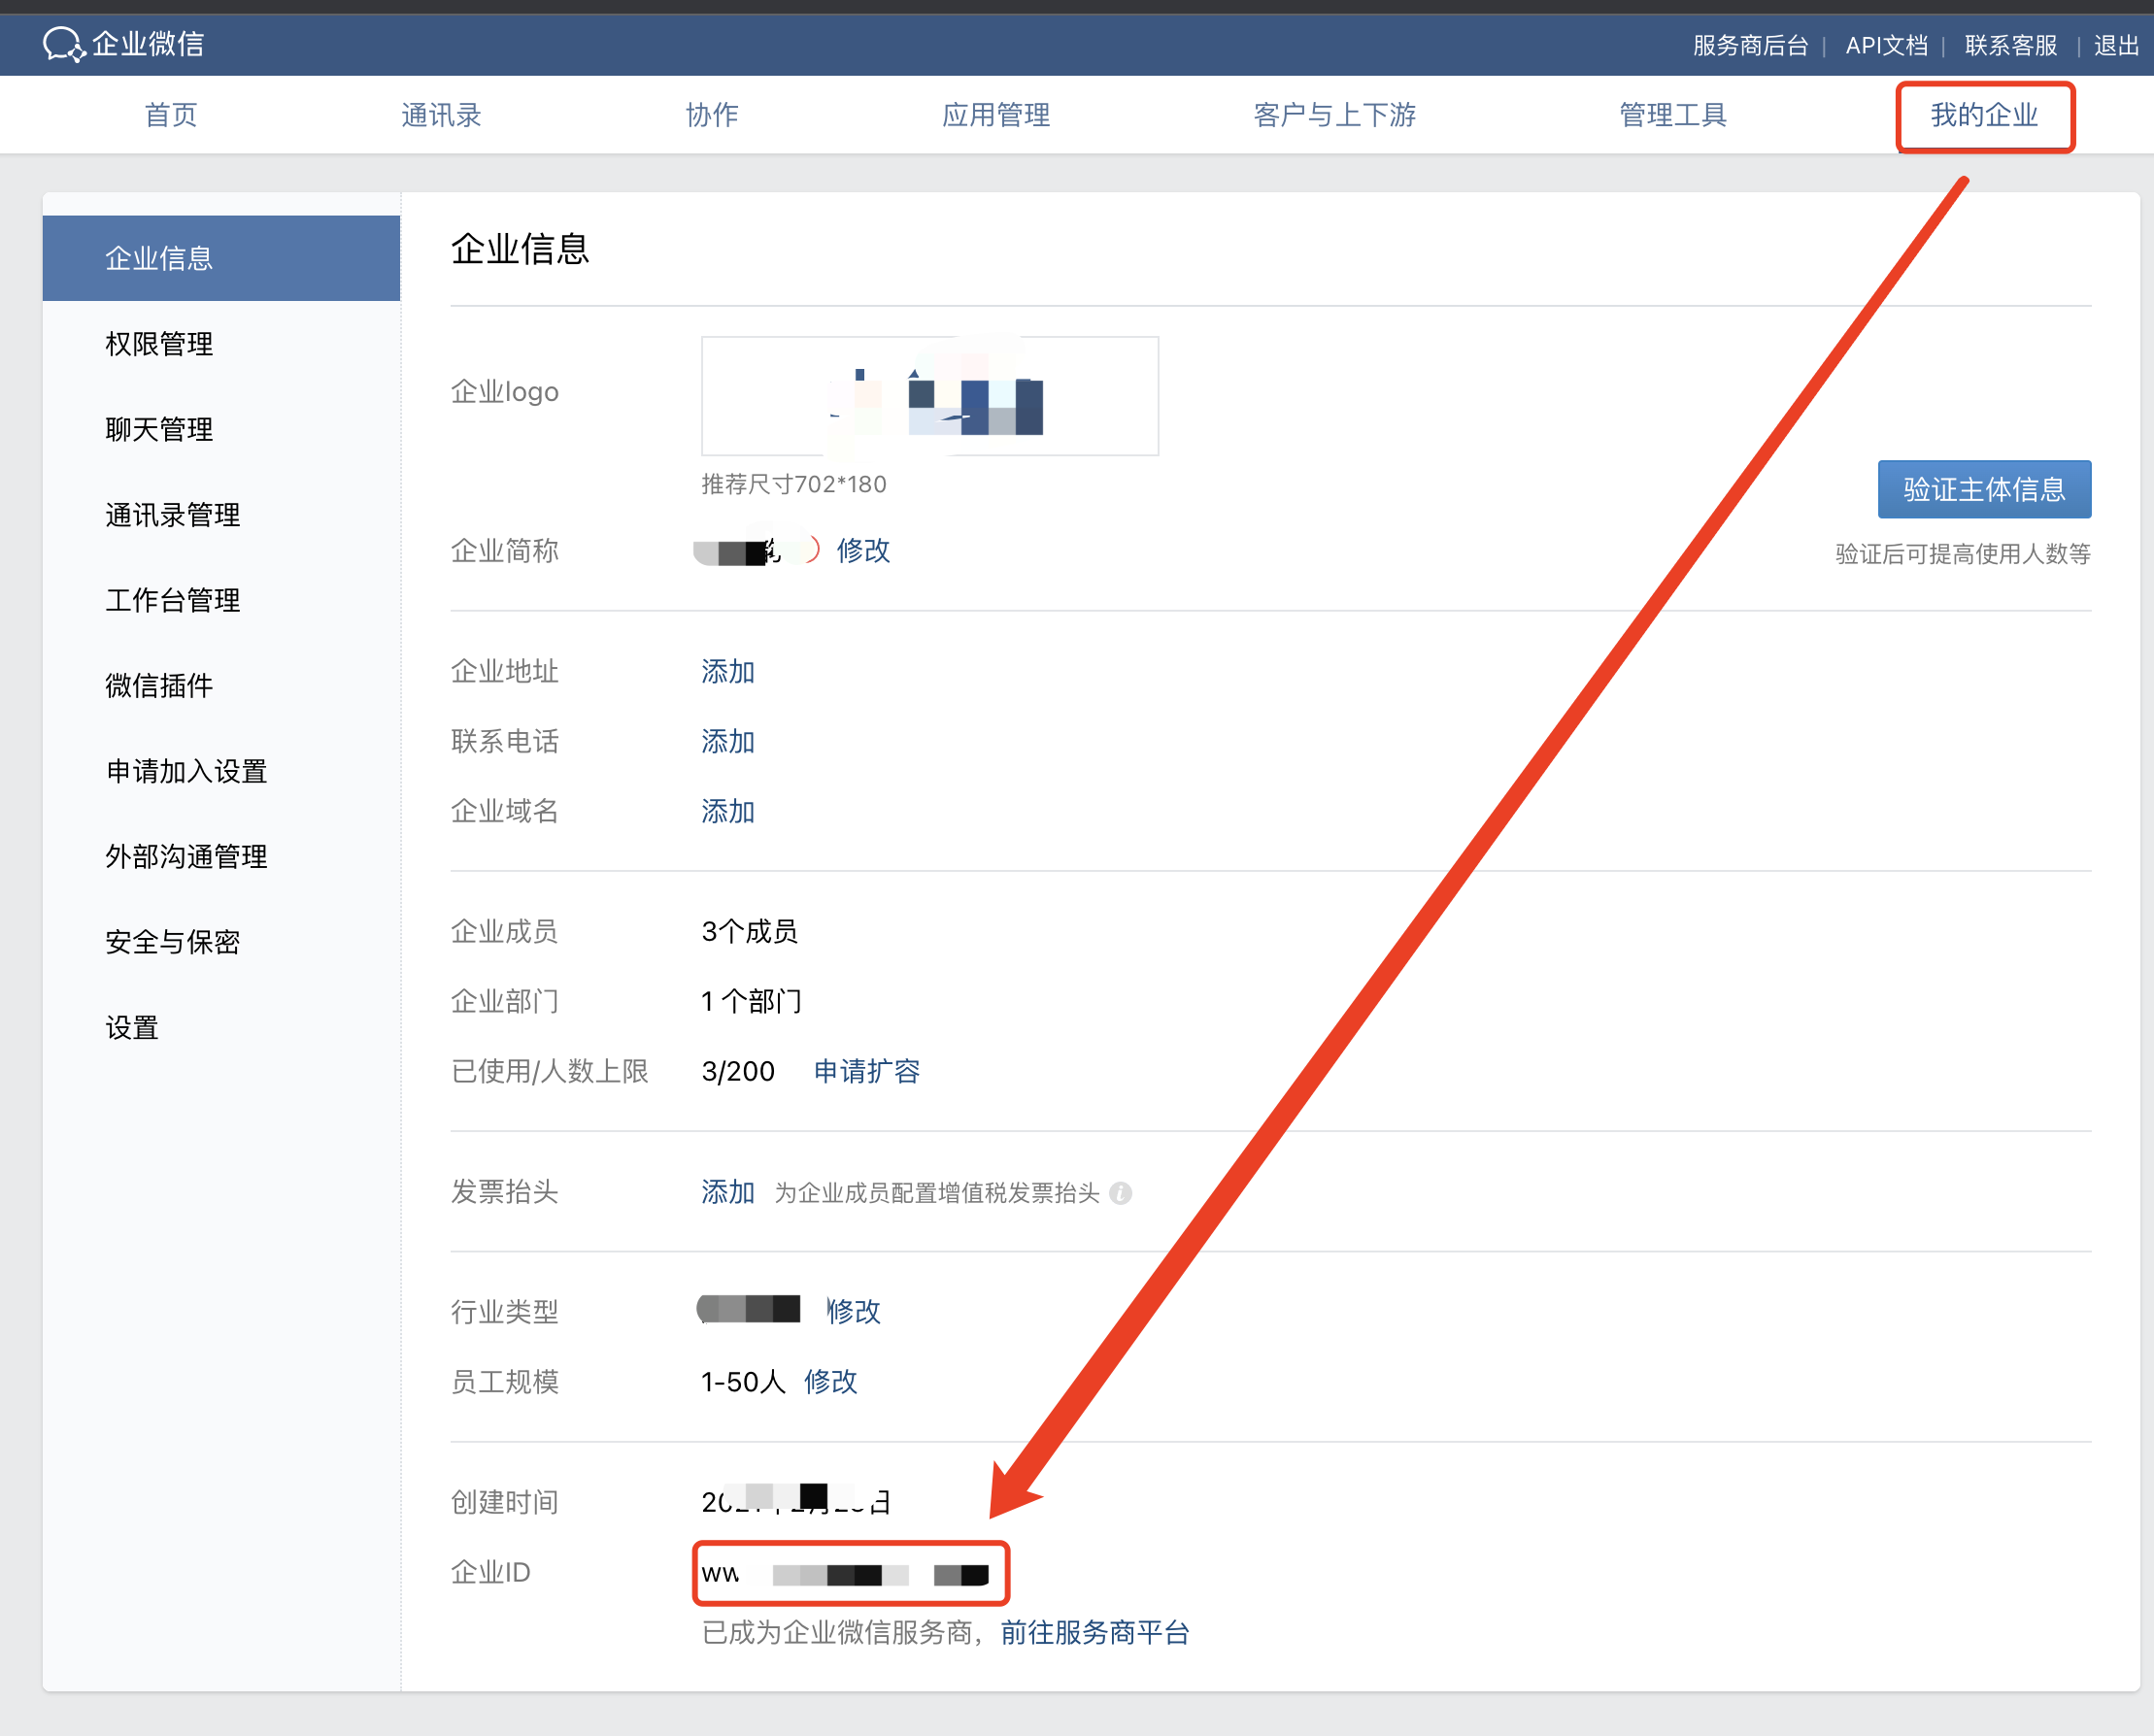 企业微信
服务商后台 | API文档 | 联系客服 | 退出
首页 通讯录 协作 应用管理 客户与上下游 管理工具 我的企业
企业信息
权限管理
聊天管理
通讯录管理
工作台管理
微信插件
申请加入设置
外部沟通管理
安全与保密
设置
企业信息
企业logo
推荐尺寸702*180
验证主体信息
验证后可提高使用人数等
企业简称 修改
企业地址 添加
联系电话 添加
企业域名 添加
企业成员 3个成员
企业部门 1 个部门
已使用/人数上限 3/200 申请扩容
发票抬头 添加 为企业成员配置增值税发票抬头
行业类型 修改
员工规模 1-50人 修改
创建时间 日
企业ID ww
已成为企业微信服务商，前往服务商平台